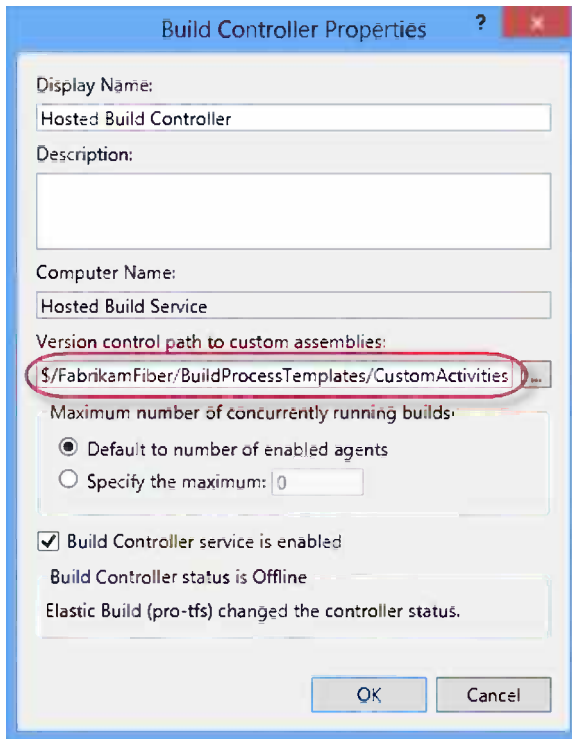 Build Controller Properties ?
Display Name:
Hosted Build Controller
Description:
Computer Name:
Hosted Build Service
Version control path to custom assemblies:
$/FabrikamFiber/BuildProcessTemplates/CustomActivities ...
Maximum number of concurrently running builds:
Default to number of enabled agents
Specify the maximum: 0
Build Controller service is enabled
Build Controller status is Offline
Elastic Build (pro-tfs) changed the controller status.
OK Cancel